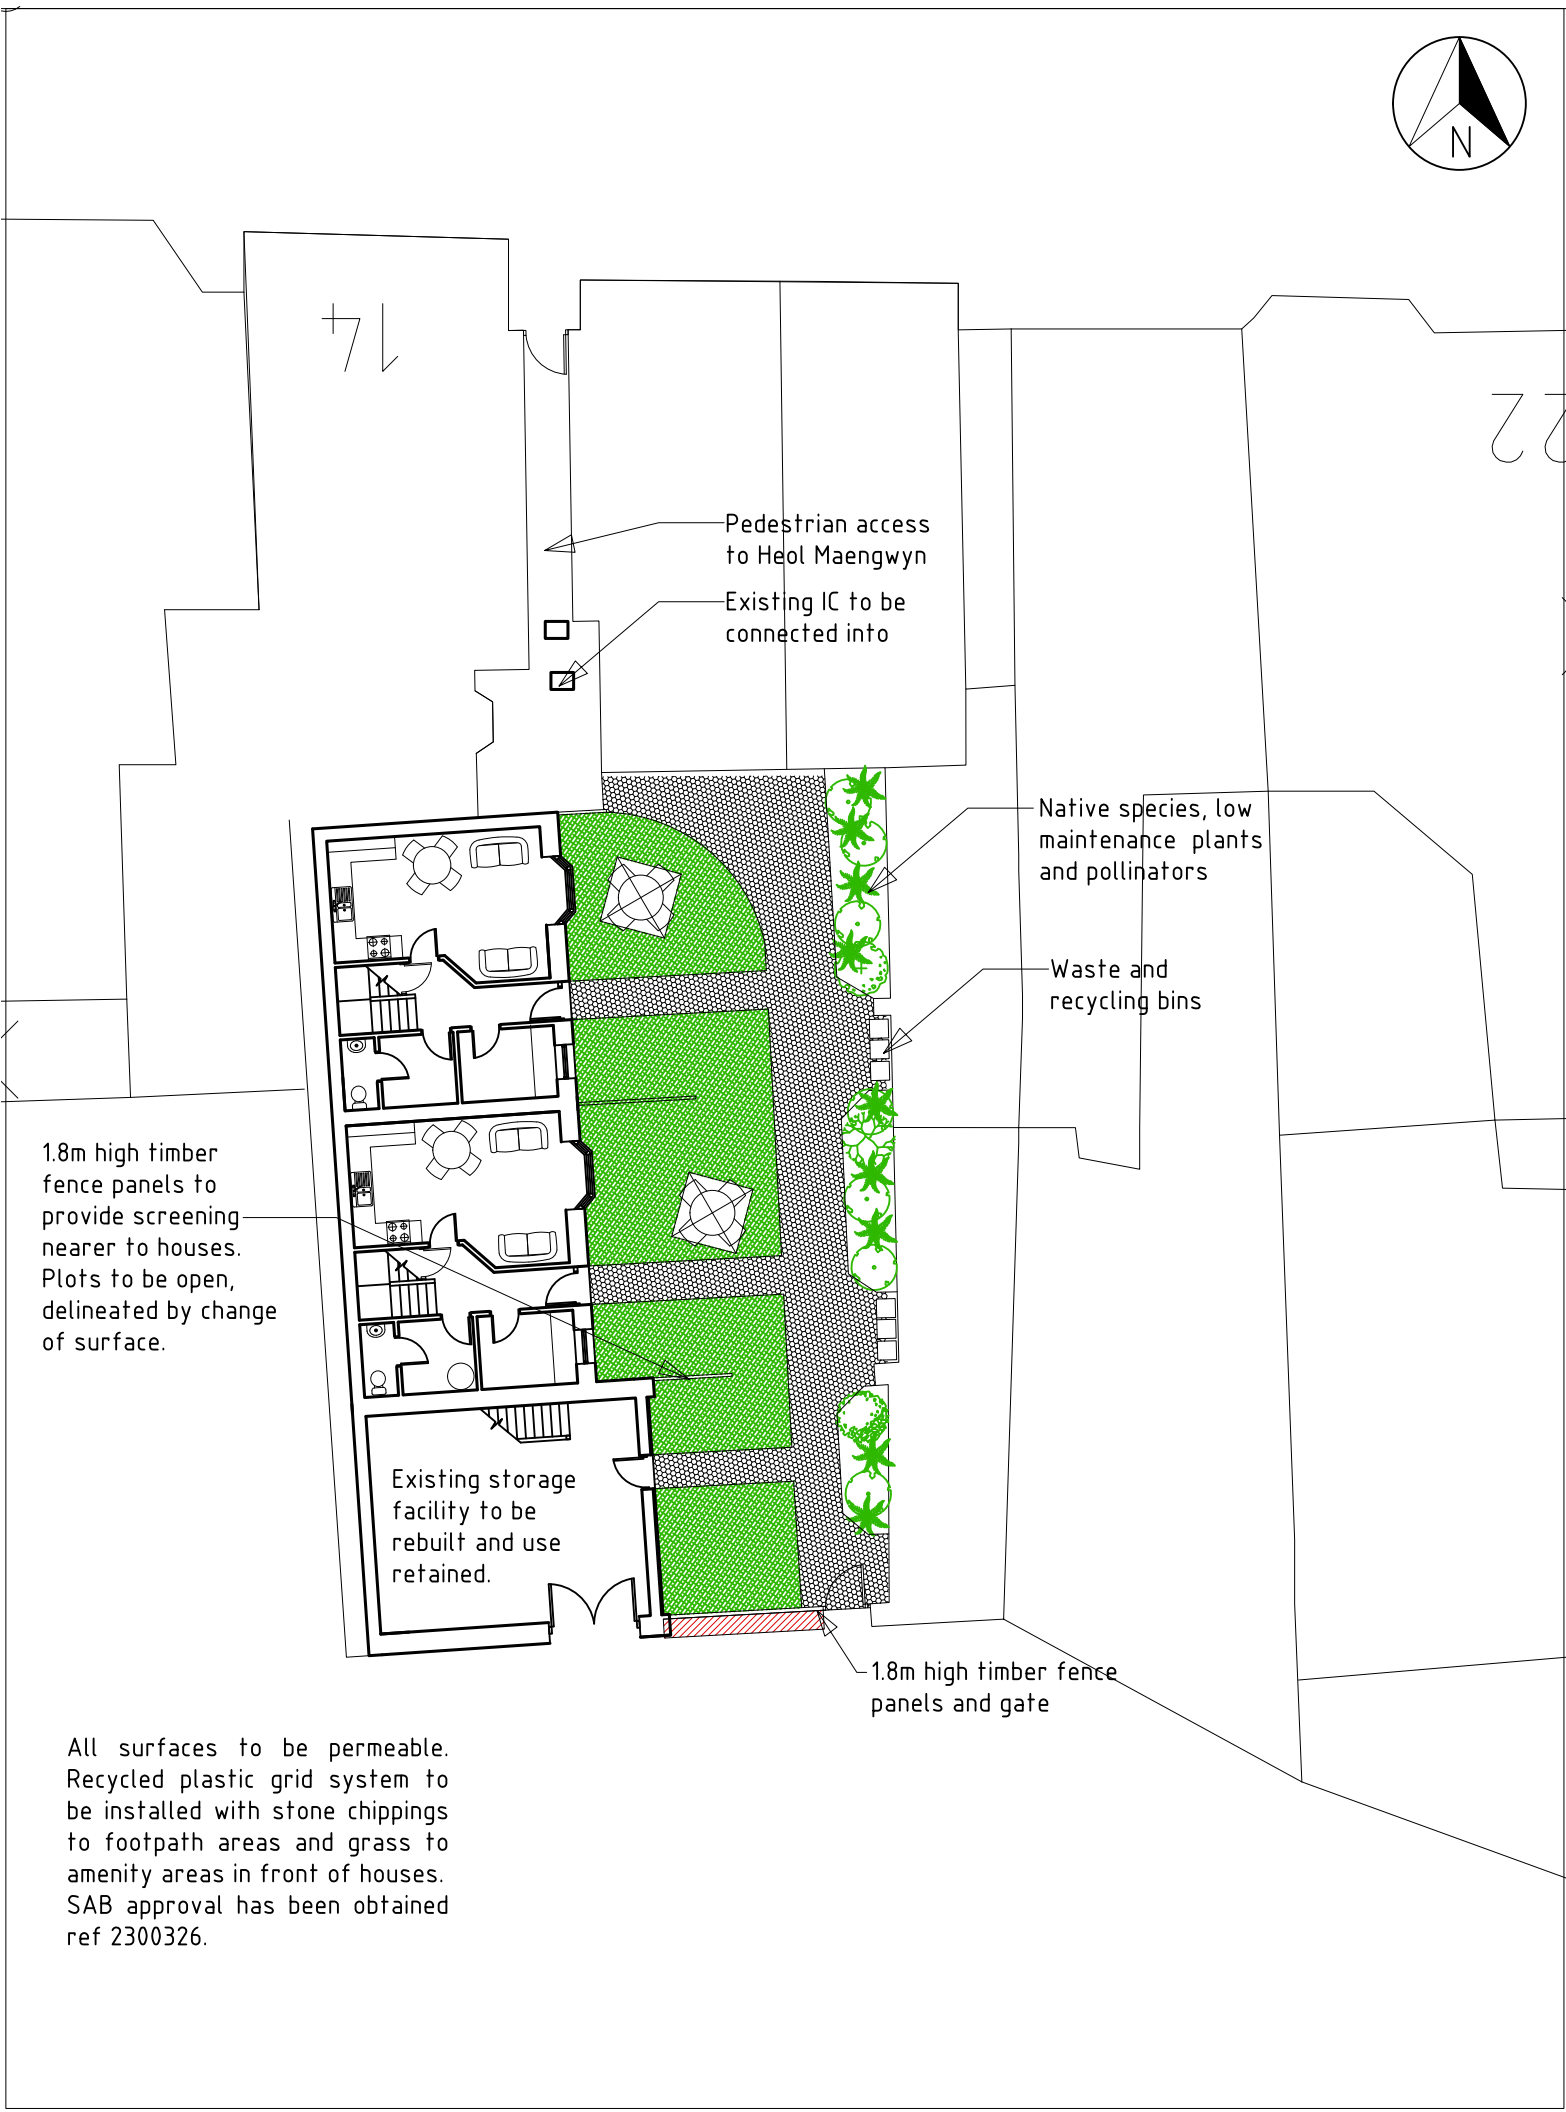 N
14
22
Pedestrian access
to Heol Maengwyn
Existing IC to be
connected into
Native species, low
maintenance plants
and pollinators
Waste and
recycling bins
1.8m high timber
fence panels to
provide screening
nearer to houses.
Plots to be open,
delineated by change
of surface.
Existing storage
facility to be
rebuilt and use
retained.
1.8m high timber fence
panels and gate
All surfaces to be permeable.
Recycled plastic grid system to
be installed with stone chippings
to footpath areas and grass to
amenity areas in front of houses.
SAB approval has been obtained
ref 2300326.